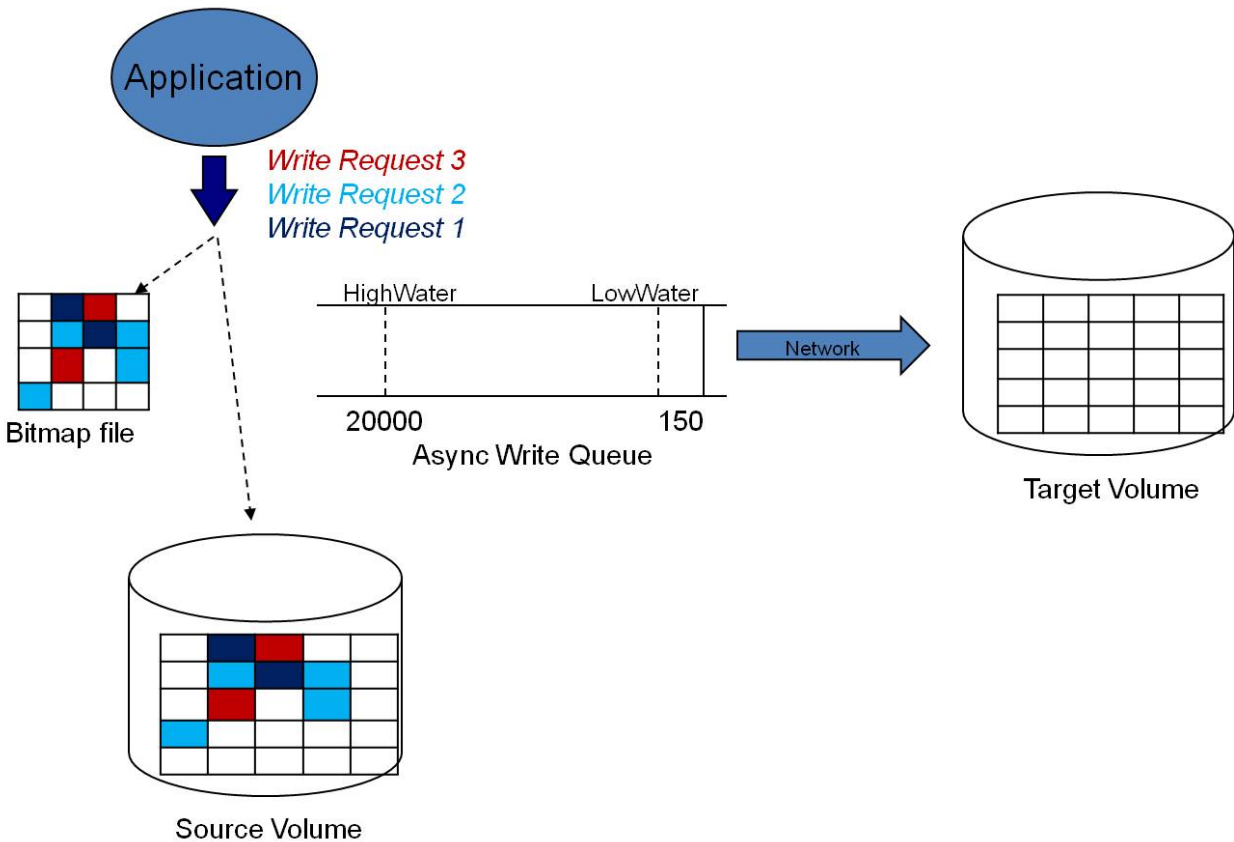 Application
Write Request 3
Write Request 2
Write Request 1
HighWater
LowWater
Network
20000
150
Async Write Queue
Bitmap file
Target Volume
Source Volume